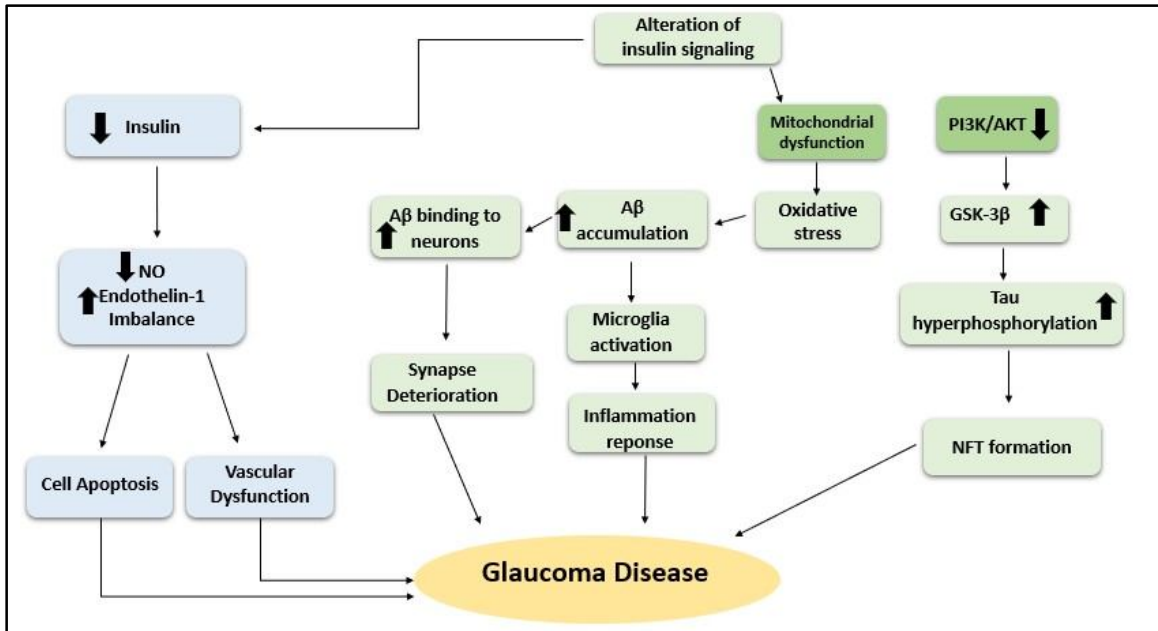 Alteration of
insulin signaling
Insulin
Mitochondrial
dysfunction
PI3K/AKT
Aβ binding to
neurons
Aβ
accumulation
Oxidative
stress
GSK-3β
NO
Endothelin-1
Imbalance
Microglia
activation
Tau
hyperphosphorylation
Synapse
Deterioration
Inflammation
reponse
NFT formation
Cell Apoptosis
Vascular
Dysfunction
Glaucoma Disease